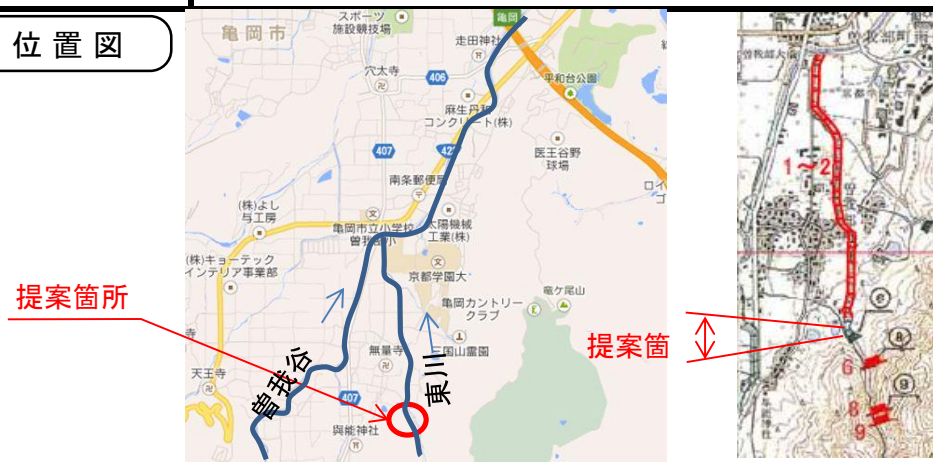 位置図
スポーツ
施設競技場
亀岡
亀岡市
走田神社
穴太寺
406
平和台公園
麻生丹和
コンクリート(株)
407
医王谷野
球場
南条郵便局
(株)よし
与工房
亀岡市立小学校
曽我部小
太陽機械
工業(株)
(株)キョーテック
インテリア事業部
京都学園大
提案箇所
竜ケ尾山
亀岡カントリー
クラブ
無量寺
三国山霊園
天王寺
曽我谷
東川
407
與能神社
1~2
提案箇
6
8
9
6
8
9